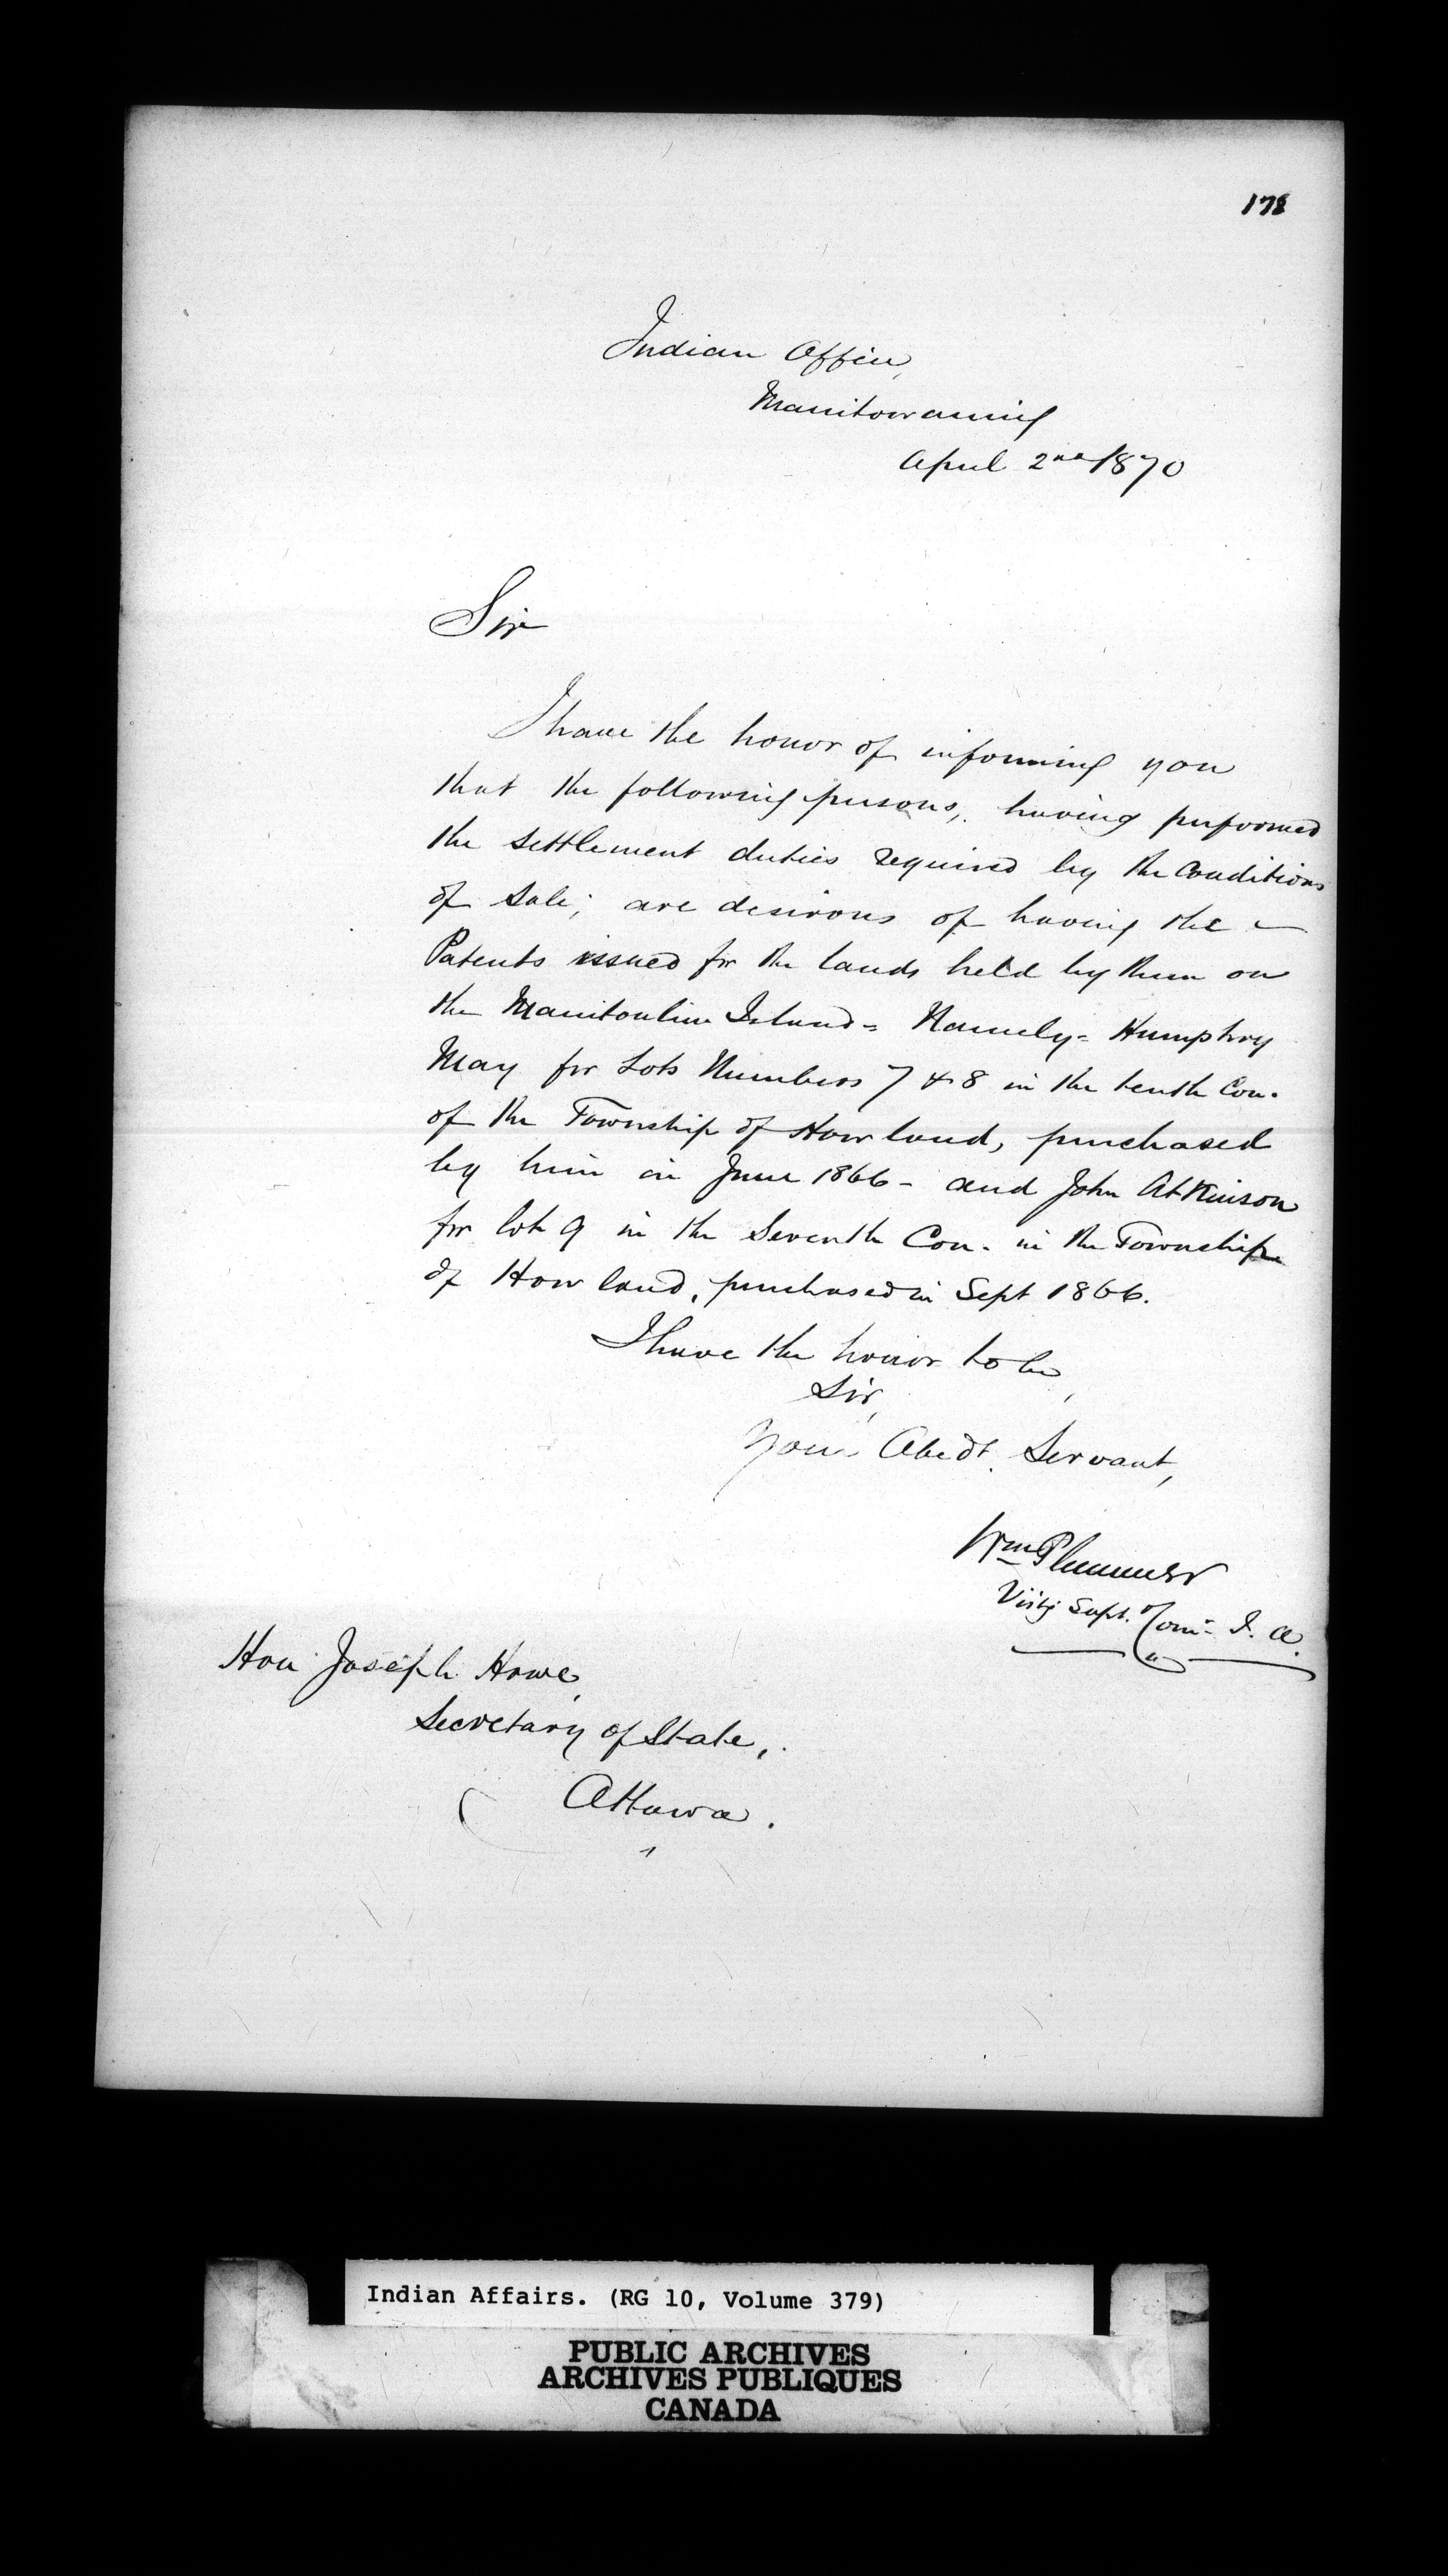 178
Indian Office,
Manitowaning
April 2nd 1870
Sir
I have the honor of informing you
that the following persons, having performed
the settlement duties required by the Conditions
of Sale; are desirous of having the -
Patents issued for the lands held by them on
the Manitoulin Island = Namely = Humphry
May for Lots Numbers 7 & 8 in the tenth Con.
of the Township of Howland, purchased
by him in June 1866 - and John Atkinson
for lot 9 in the Seventh Con. in the Township
of Howland, purchased in Sept 1866.
I have the honor to be,
Sir,
Your Obedt. Servant,
Wm Plummer
Visitg Supt. & Comr I. A.
Hon Joseph Howe,
Secretary of State,
Ottawa.
Indian Affairs. (RG 10, Volume 379)
PUBLIC ARCHIVES
ARCHIVES PUBLIQUES
CANADA